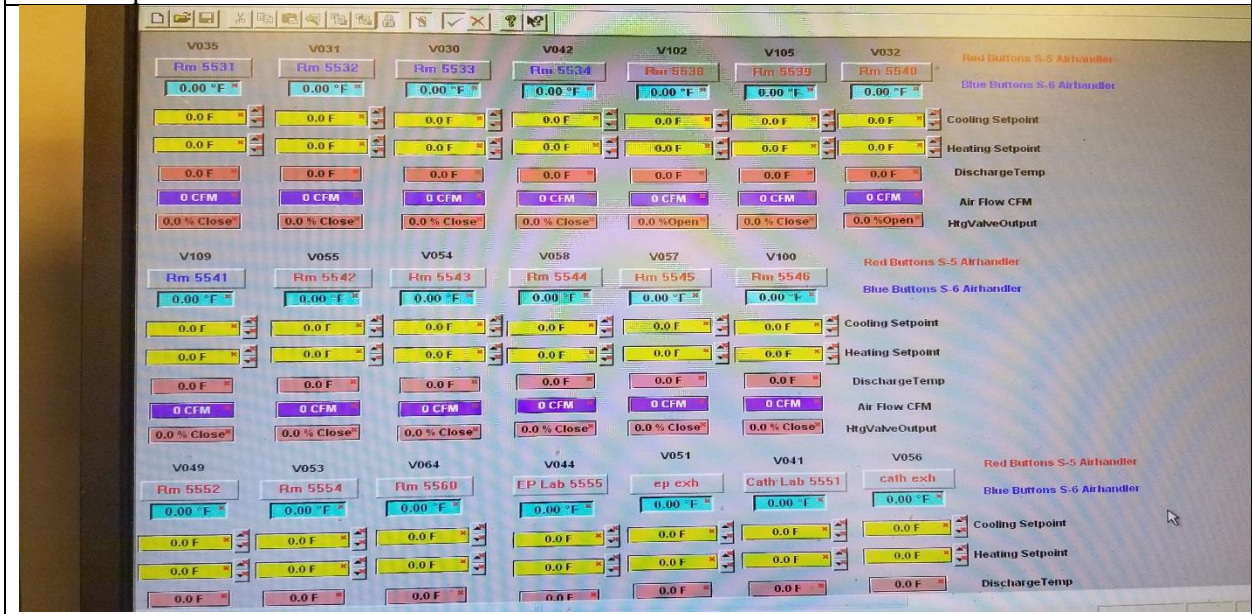 V035 V031 V030 V042 V102 V105 V032
Rm 5531 Rm 5532 Rm 5533 Rm 5534 Rm 5538 Rm 5539 Rm 5540 Red Buttons S-5 Airhandler
0.00 °F 0.00 °F 0.00 °F 0.00 °F 0.00 °F 0.00 °F 0.00 °F Blue Buttons S-6 Airhandler
0.0 F 0.0 F 0.0 F 0.0 F 0.0 F 0.0 F 0.0 F Cooling Setpoint
0.0 F 0.0 F 0.0 F 0.0 F 0.0 F 0.0 F 0.0 F Heating Setpoint
0.0 F 0.0 F 0.0 F 0.0 F 0.0 F 0.0 F 0.0 F DischargeTemp
0 CFM 0 CFM 0 CFM 0 CFM 0 CFM 0 CFM 0 CFM Air Flow CFM
0.0 % Close 0.0 % Close 0.0 % Close 0.0 % Close 0.0 %Open 0.0 % Close 0.0 %Open HtgValveOutput
V109 V055 V054 V058 V057 V100
Rm 5541 Rm 5542 Rm 5543 Rm 5544 Rm 5545 Rm 5546 Red Buttons S-5 Airhandler
0.00 °F 0.00 °F 0.00 °F 0.00 °F 0.00 °F 0.00 °F Blue Buttons S-6 Airhandler
0.0 F 0.0 F 0.0 F 0.0 F 0.0 F 0.0 F Cooling Setpoint
0.0 F 0.0 F 0.0 F 0.0 F 0.0 F 0.0 F Heating Setpoint
0.0 F 0.0 F 0.0 F 0.0 F 0.0 F 0.0 F DischargeTemp
0 CFM 0 CFM 0 CFM 0 CFM 0 CFM 0 CFM Air Flow CFM
0.0 % Close 0.0 % Close 0.0 % Close 0.0 % Close 0.0 % Close 0.0 % Close HtgValveOutput
V049 V053 V064 V044 V051 V041 V056
Rm 5552 Rm 5554 Rm 5560 EP Lab 5555 ep exh Cath Lab 5551 cath exh Red Buttons S-5 Airhandler
0.00 °F 0.00 °F 0.00 °F 0.00 °F 0.00 °F 0.00 °F 0.00 °F Blue Buttons S-6 Airhandler
0.0 F 0.0 F 0.0 F 0.0 F 0.0 F 0.0 F 0.0 F Cooling Setpoint
0.0 F 0.0 F 0.0 F 0.0 F 0.0 F 0.0 F 0.0 F Heating Setpoint
0.0 F 0.0 F 0.0 F 0.0 F 0.0 F 0.0 F 0.0 F DischargeTemp